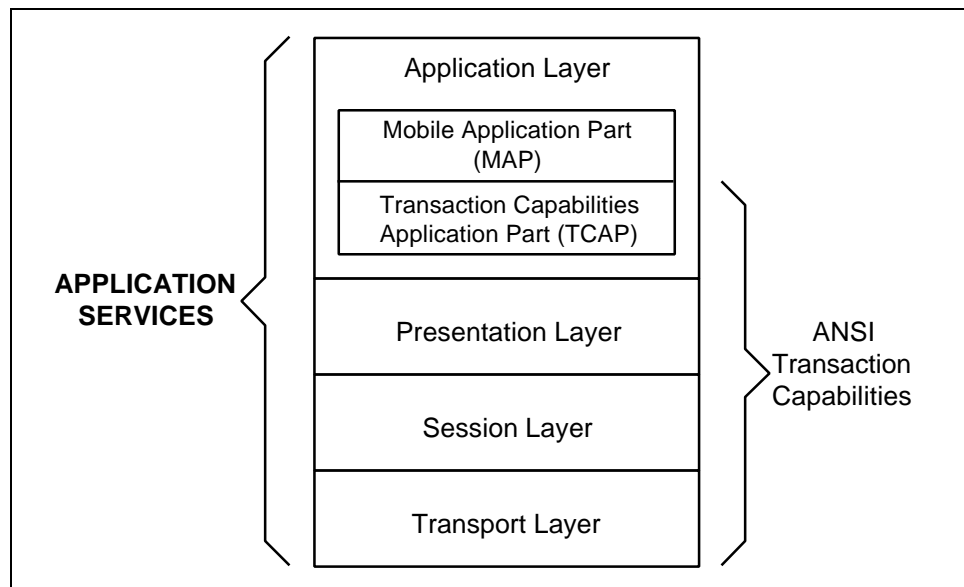 Application Layer
Mobile Application Part
(MAP)
Transaction Capabilities
Application Part (TCAP)
APPLICATION
SERVICES
Presentation Layer
ANSI
Transaction
Capabilities
Session Layer
Transport Layer